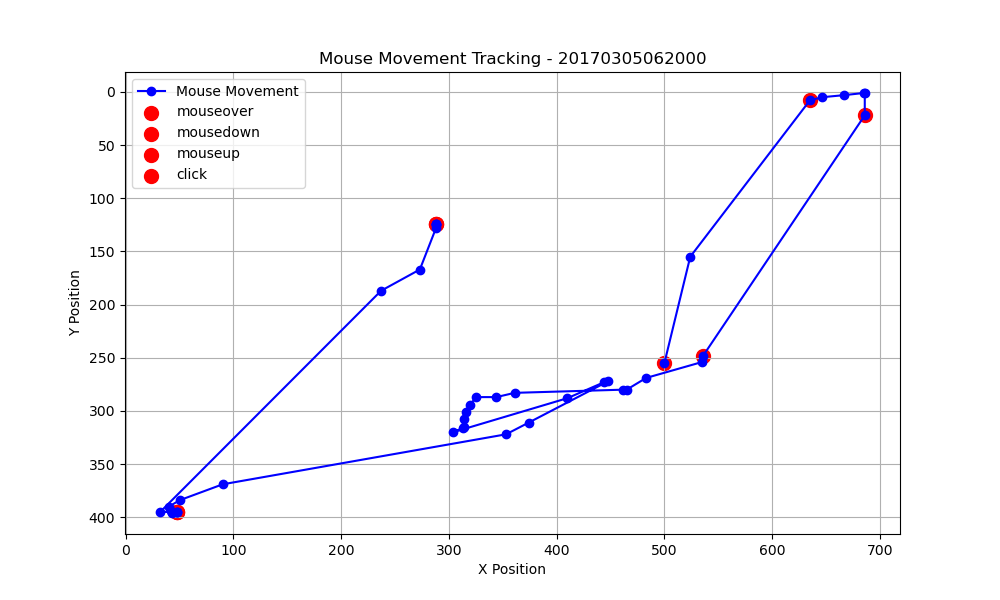 Mouse Movement Tracking - 20170305062000
Mouse Movement
mouseover
mousedown
mouseup
click
0
50
100
150
200
250
300
350
400
Y Position
0 100 200 300 400 500 600 700
X Position